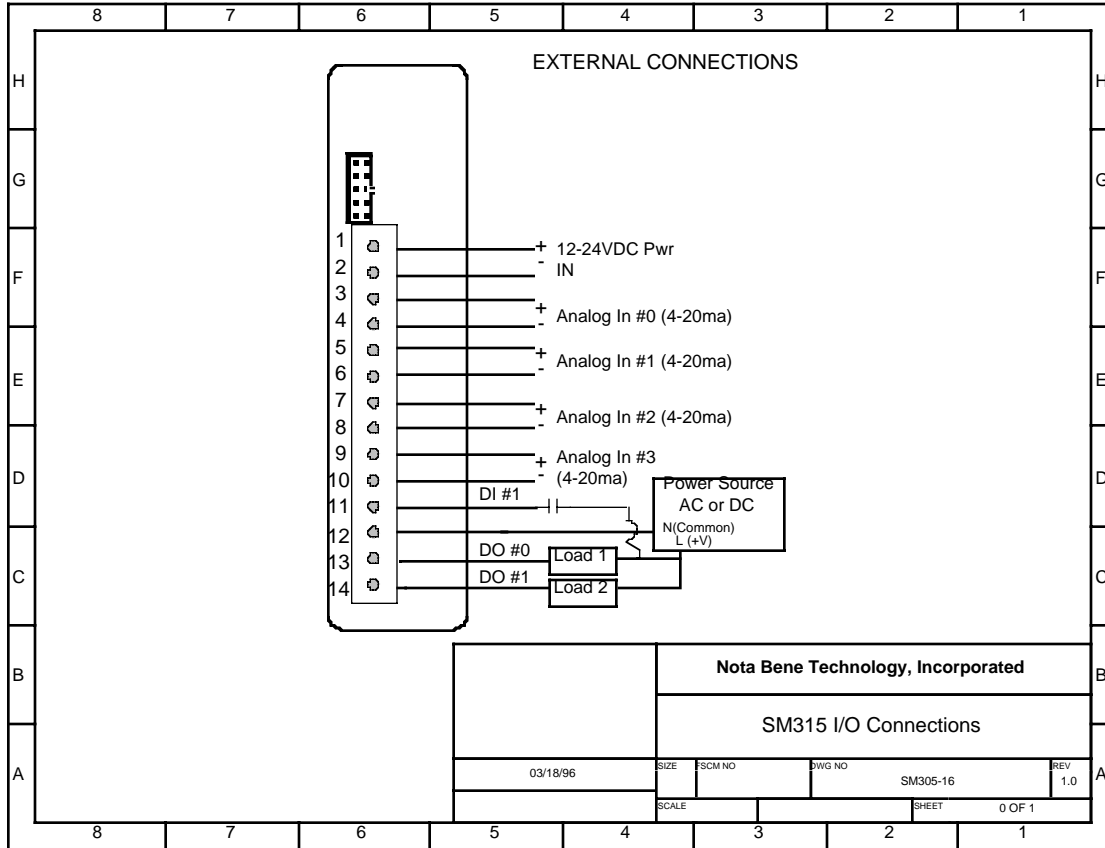 8 7 6 5 4 3 2 1
H H
EXTERNAL CONNECTIONS
G G
1
+ 12-24VDC Pwr
2
- IN
F F
3
+ Analog In #0 (4-20ma)
4
-
5
+ Analog In #1 (4-20ma)
6
-
E E
7
+ Analog In #2 (4-20ma)
8
-
9
+ Analog In #3
10
- (4-20ma)
D D
Power Source
AC or DC
N(Common)
L (+V)
11
DI #1
12
13
DO #0
Load 1
14
DO #1
Load 2
C C
B B
Nota Bene Technology, Incorporated
SM315 I/O Connections
A A
03/18/96
SIZE FSCM NO DWG NO REV
SM305-16 1.0
SCALE SHEET 0 OF 1
8 7 6 5 4 3 2 1